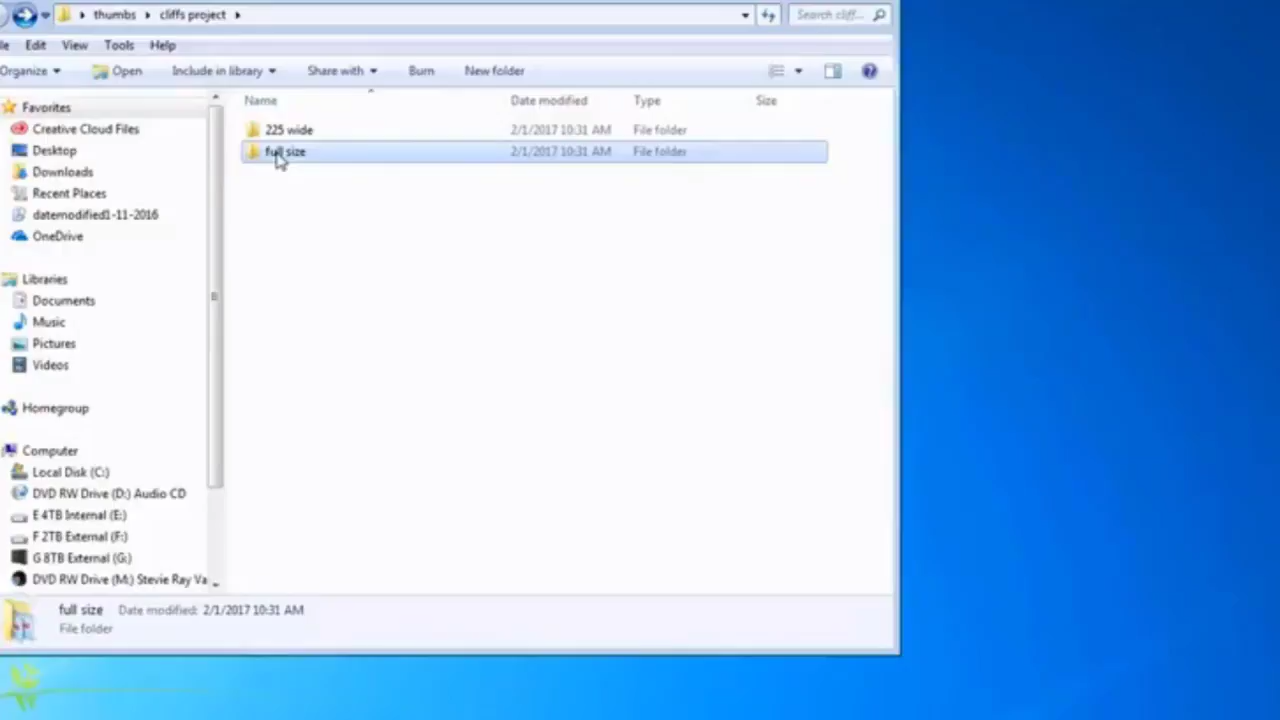 thumbs cliffs project Search cliff...
le Edit View Tools Help
Organize Open Include in library Share with Burn New folder
Name Date modified Type Size
225 wide 2/1/2017 10:31 AM File folder
full size 2/1/2017 10:31 AM File folder
Favorites
Creative Cloud Files
Desktop
Downloads
Recent Places
datemodified1-11-2016
OneDrive
Libraries
Documents
Music
Pictures
Videos
Homegroup
Computer
Local Disk (C:)
DVD RW Drive (D:) Audio CD
E 4TB Internal (E:)
F 2TB External (F:)
G 8TB External (G:)
DVD RW Drive (M:) Stevie Ray Va
full size Date modified: 2/1/2017 10:31 AM
File folder